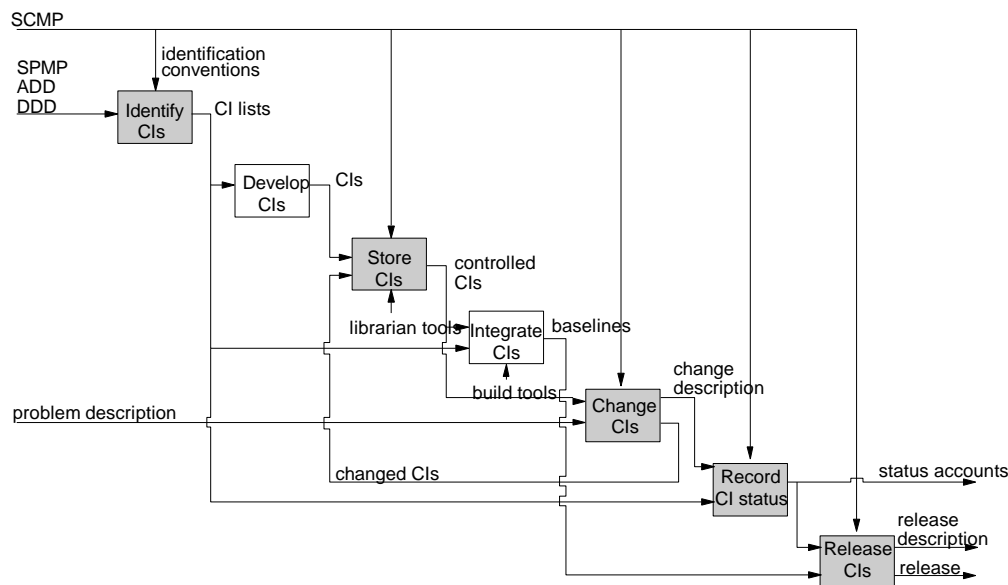 SCMP
identification
conventions
SPMP
ADD
DDD
Identify
CIs
CI lists
Develop
CIs
CIs
Store
CIs
controlled
CIs
librarian tools
Integrate
CIs
baselines
build tools
change
description
problem description
Change
CIs
changed CIs
Record
CI status
status accounts
release
description
Release
CIs
release